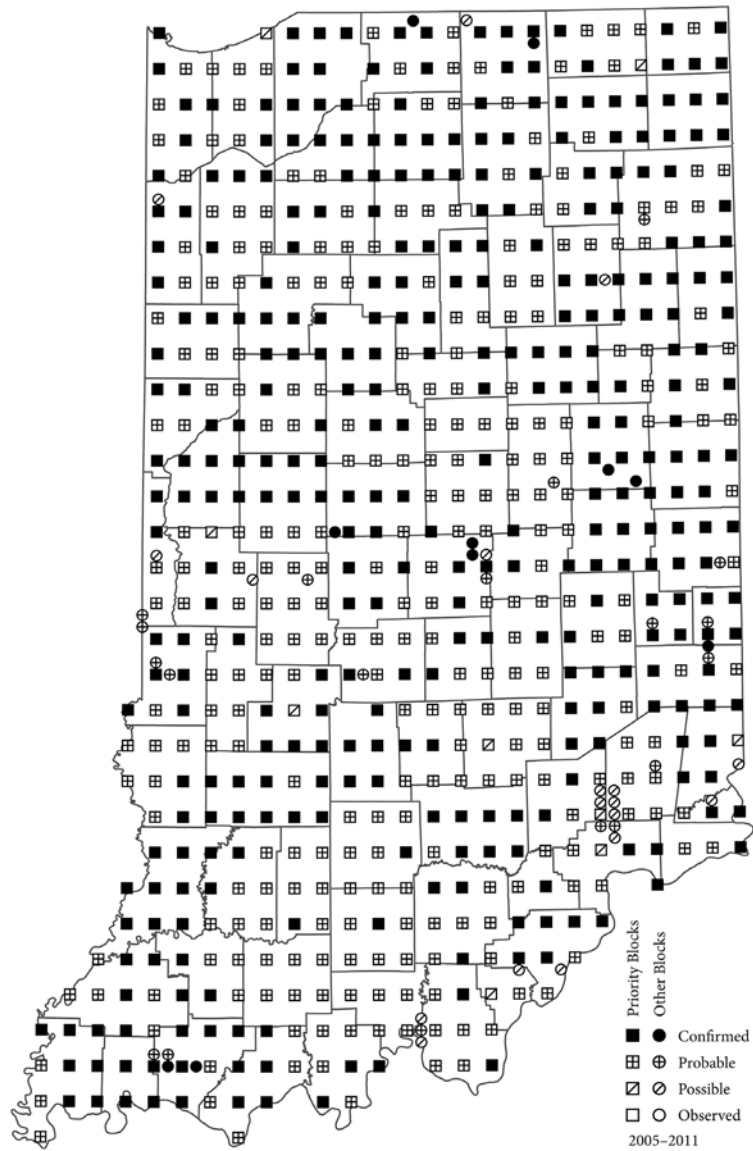 Priority Blocks
Other Blocks
Confirmed
Probable
Possible
Observed
2005–2011